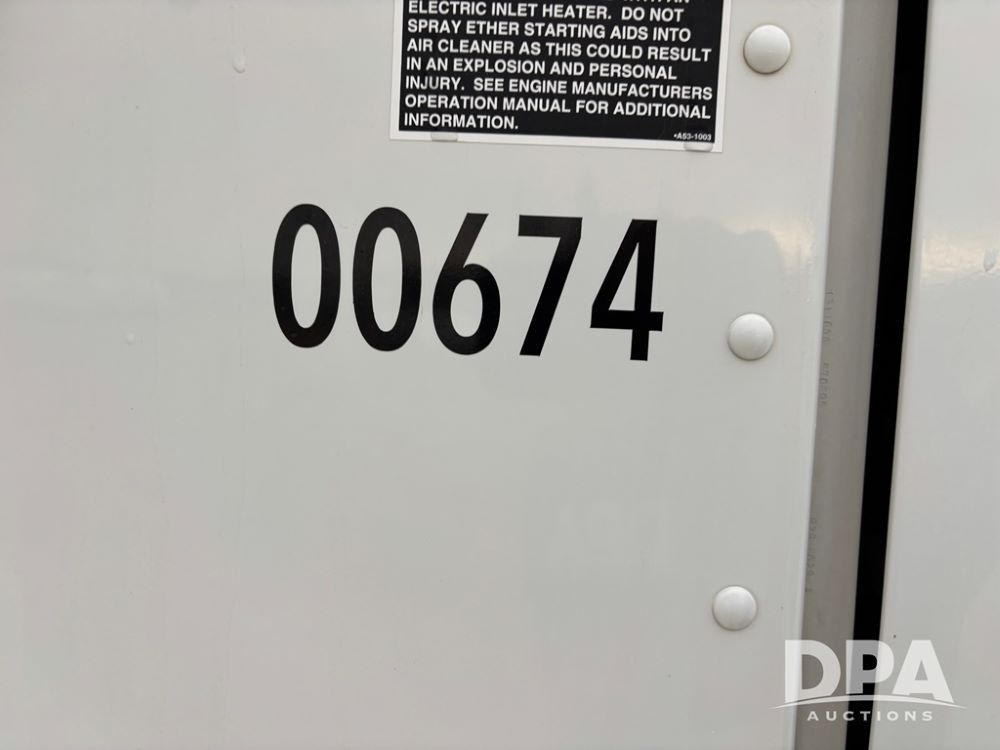 ELECTRIC INLET HEATER. DO NOT
SPRAY ETHER STARTING AIDS INTO
AIR CLEANER AS THIS COULD RESULT
IN AN EXPLOSION AND PERSONAL
INJURY. SEE ENGINE MANUFACTURERS
OPERATION MANUAL FOR ADDITIONAL
INFORMATION.
•A53-1003
00674
DPA
AUCTIONS